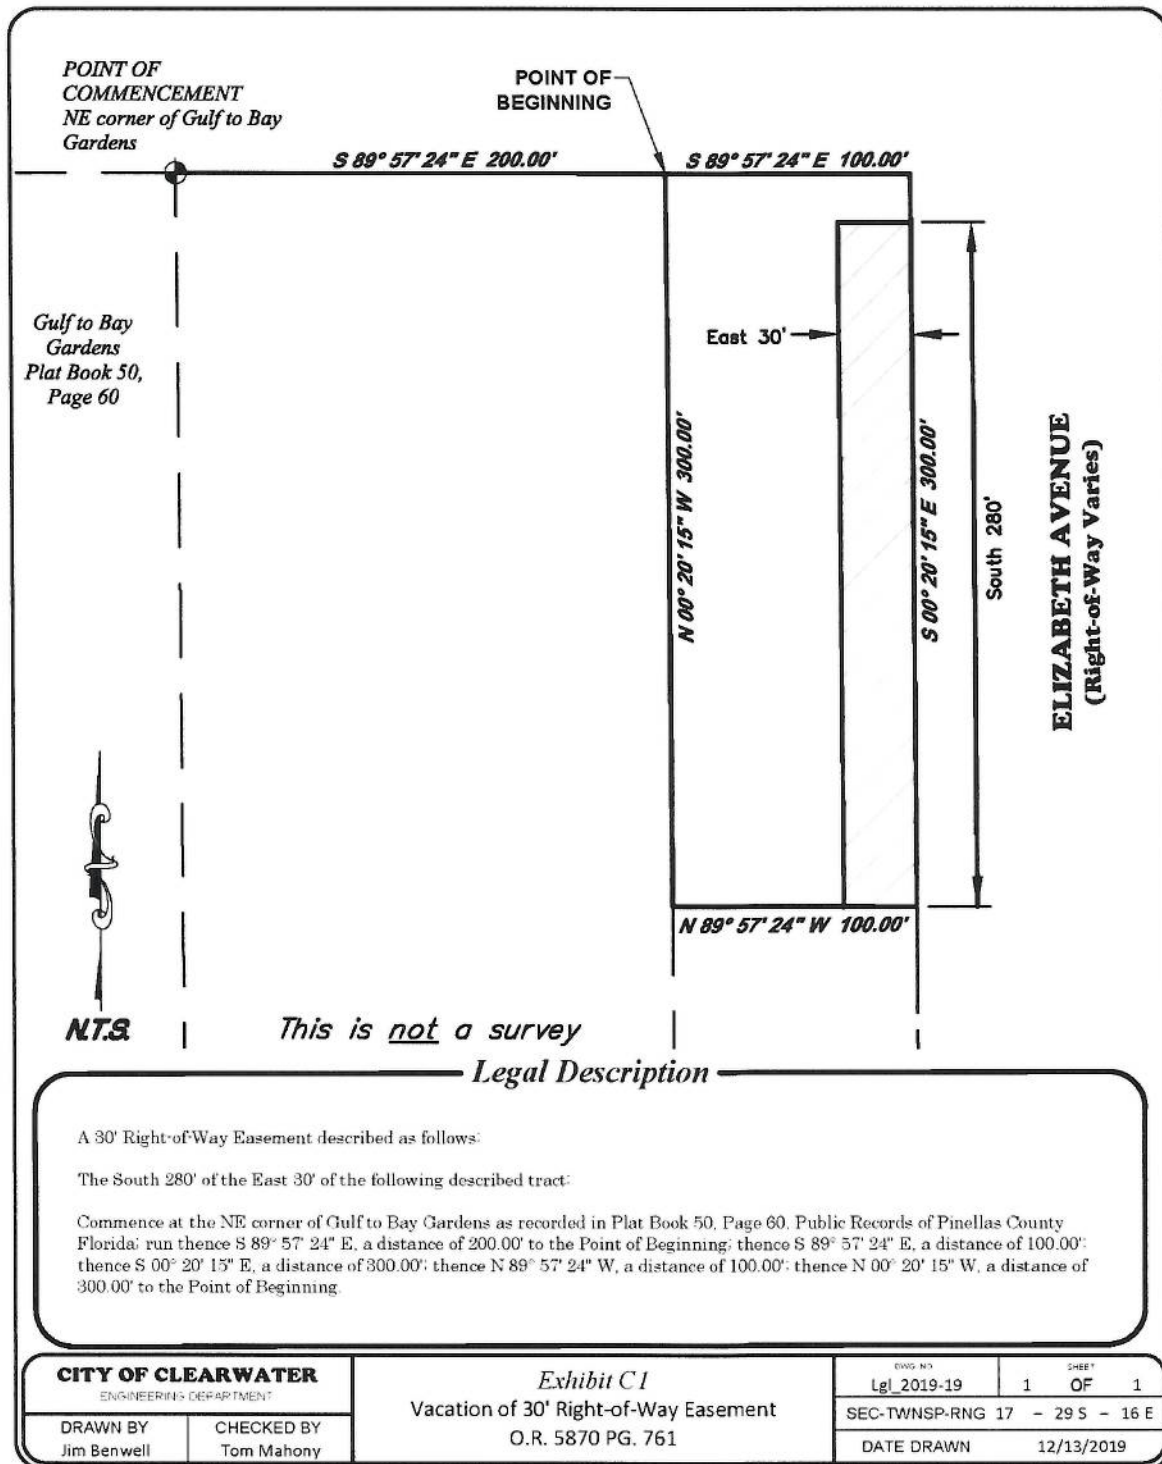 POINT OF
COMMENCEMENT
NE corner of Gulf to Bay
Gardens
POINT OF
BEGINNING
S 89° 57' 24" E 200.00'
S 89° 57' 24" E 100.00'
Gulf to Bay
Gardens
Plat Book 50,
Page 60
East 30'
N 00° 20' 15" W 300.00'
S 00° 20' 15" E 300.00'
South 280'
ELIZABETH AVENUE
(Right-of-Way Varies)
N 89° 57' 24" W 100.00'
N.T.S.
This is not a survey
Legal Description
A 30' Right-of-Way Easement described as follows:
The South 280' of the East 30' of the following described tract:
Commence at the NE corner of Gulf to Bay Gardens as recorded in Plat Book 50, Page 60, Public Records of Pinellas County
Florida; run thence S 89° 57' 24" E, a distance of 200.00' to the Point of Beginning; thence S 89° 57' 24" E, a distance of 100.00';
thence S 00° 20' 15" E, a distance of 300.00'; thence N 89° 57' 24" W, a distance of 100.00'; thence N 00° 20' 15" W, a distance of
300.00' to the Point of Beginning.
CITY OF CLEARWATER
ENGINEERING DEPARTMENT
DRAWN BY
Jim Benwell
CHECKED BY
Tom Mahony
Exhibit C1
Vacation of 30' Right-of-Way Easement
O.R. 5870 PG. 761
DWG. NO.
Lgl_2019-19
SHEET
1 OF 1
SEC-TWNSP-RNG 17 - 29 S - 16 E
DATE DRAWN 12/13/2019